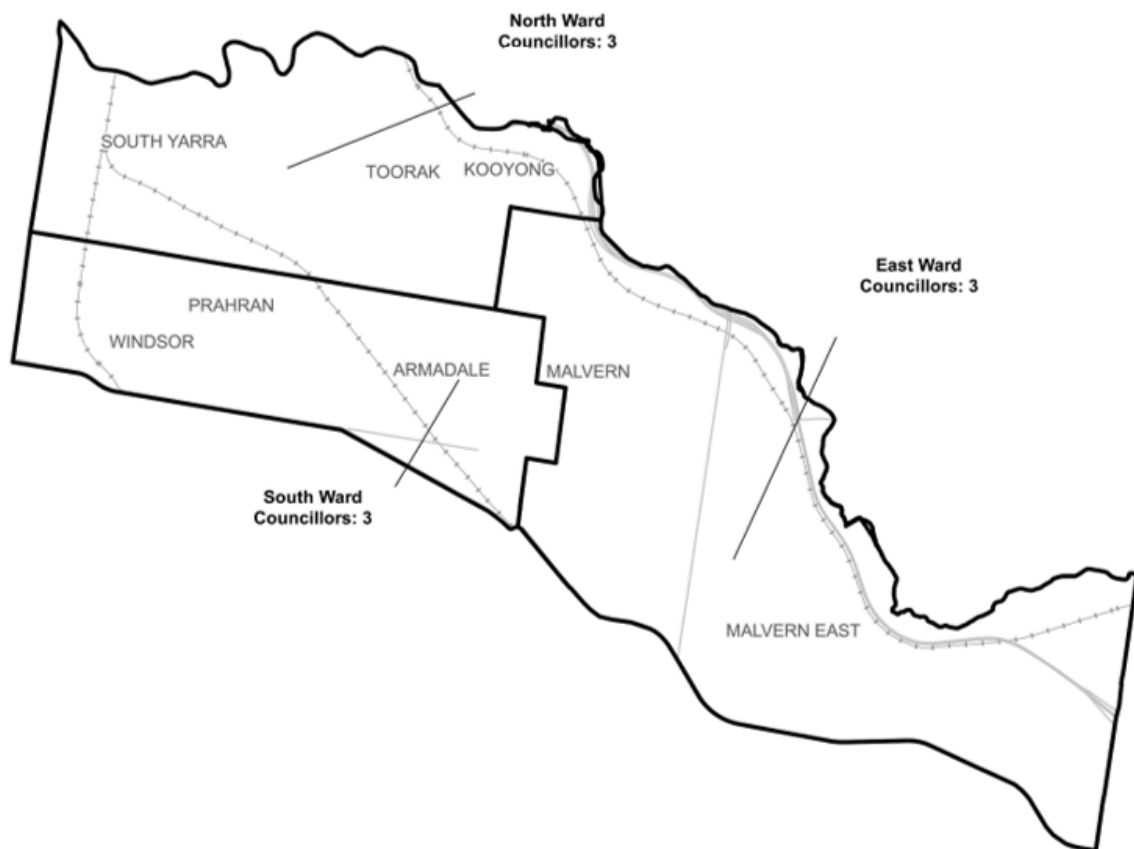 North Ward
Councillors: 3
SOUTH YARRA
TOORAK
KOOYONG
East Ward
Councillors: 3
PRAHRAN
WINDSOR
ARMADALE
MALVERN
South Ward
Councillors: 3
MALVERN EAST